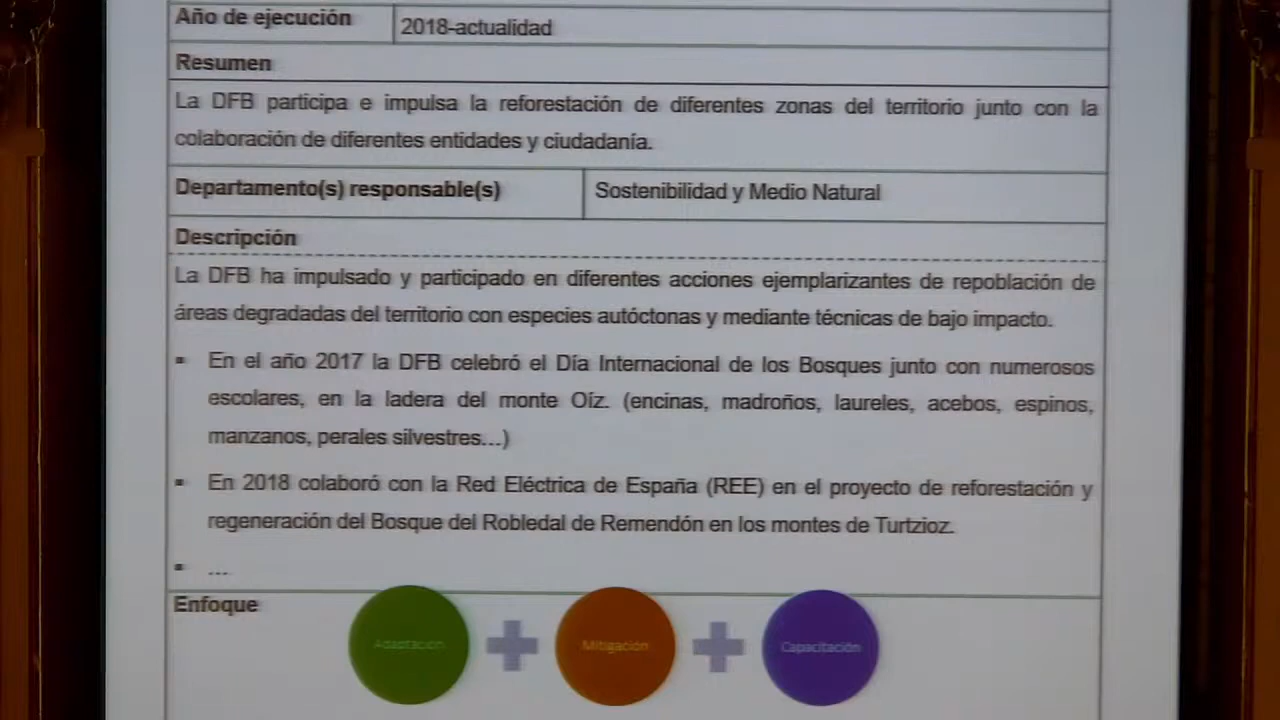 Año de ejecución
2018-actualidad
Resumen
La DFB participa e impulsa la reforestación de diferentes zonas del territorio junto con la
colaboración de diferentes entidades y ciudadanía.
Departamento(s) responsable(s)
Sostenibilidad y Medio Natural
Descripción
La DFB ha impulsado y participado en diferentes acciones ejemplarizantes de repoblación de
áreas degradadas del territorio con especies autóctonas y mediante técnicas de bajo impacto.
▪ En el año 2017 la DFB celebró el Día Internacional de los Bosques junto con numerosos
escolares, en la ladera del monte Oíz. (encinas, madroños, laureles, acebos, espinos,
manzanos, perales silvestres...)
▪ En 2018 colaboró con la Red Eléctrica de España (REE) en el proyecto de reforestación y
regeneración del Bosque del Robledal de Remendón en los montes de Turtzioz.
▪ ...
Enfoque
Adaptación
Mitigación
Capacitación